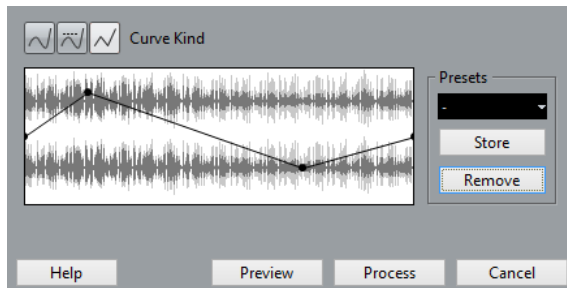 Curve Kind
Presets
-
Store
Remove
Help
Preview
Process
Cancel